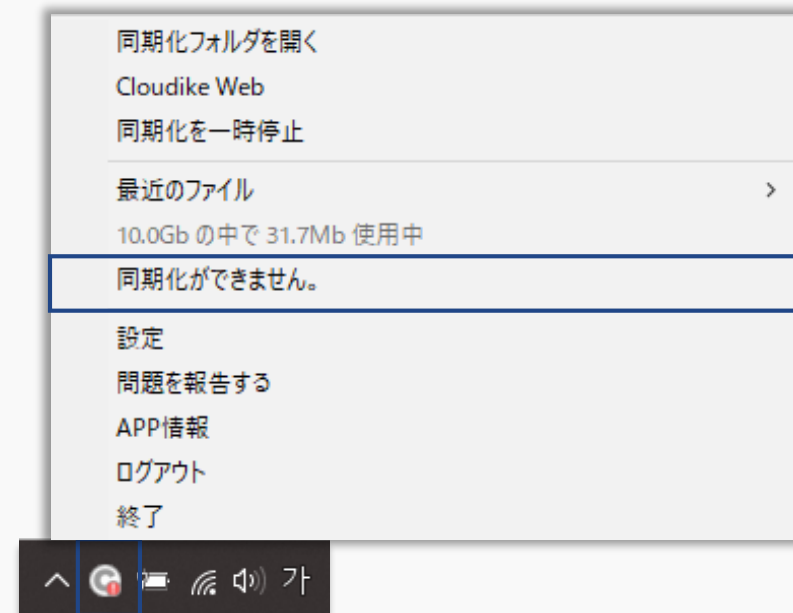 同期化フォルダを開く
Cloudike Web
同期化を一時停止
最近のファイル
10.0Gb の中で 31.7Mb 使用中
同期化ができません。
設定
問題を報告する
APP情報
ログアウト
終了
가